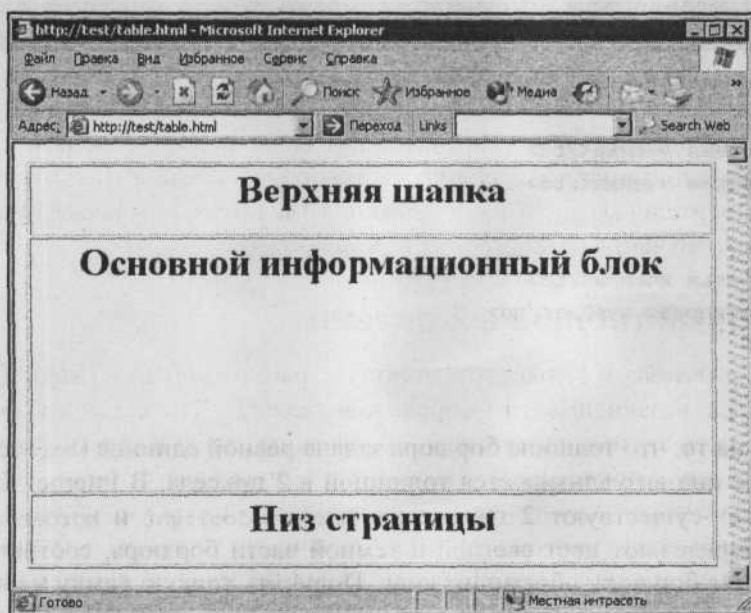 http://test/table.html - Microsoft Internet Explorer
Файл Правка Вид Избранное Сервис Справка
Назад Поиск Избранное Медиа
Адрес: http://test/table.html Переход Links Search Web
Верхняя шапка
Основной информационный блок
Низ страницы
Готово Местная интрасеть